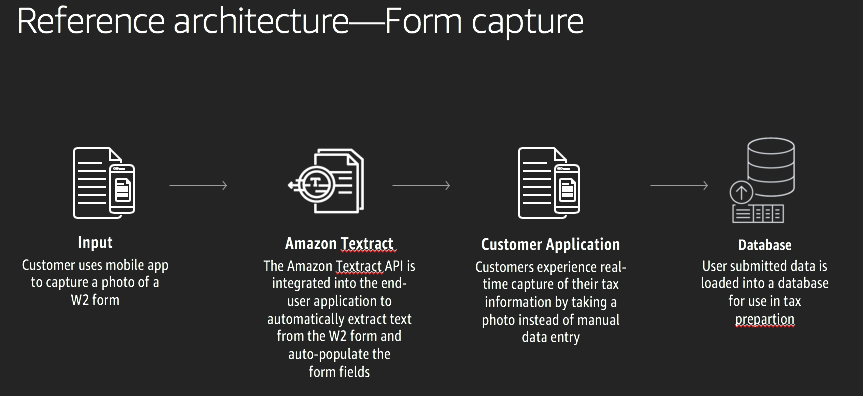 Reference architecture—Form capture
Input
Customer uses mobile app
to capture a photo of a
W2 form
Amazon Textract
The Amazon Textract API is
integrated into the end-
user application to
automatically extract text
from the W2 form and
auto-populate the
form fields
Customer Application
Customers experience real-
time capture of their tax
information by taking a
photo instead of manual
data entry
Database
User submitted data is
loaded into a database
for use in tax
prepartion